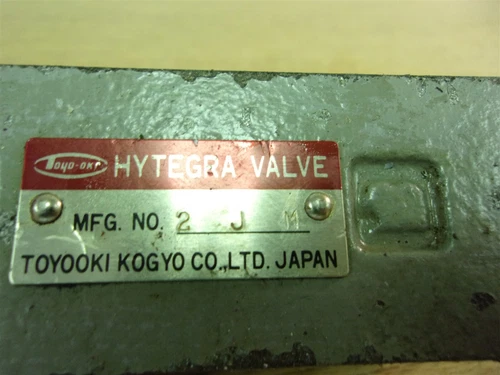 TOYO-OKI HYTEGRA VALVE
MFG. NO. 2 J M
TOYOOKI KOGYO CO.,LTD. JAPAN